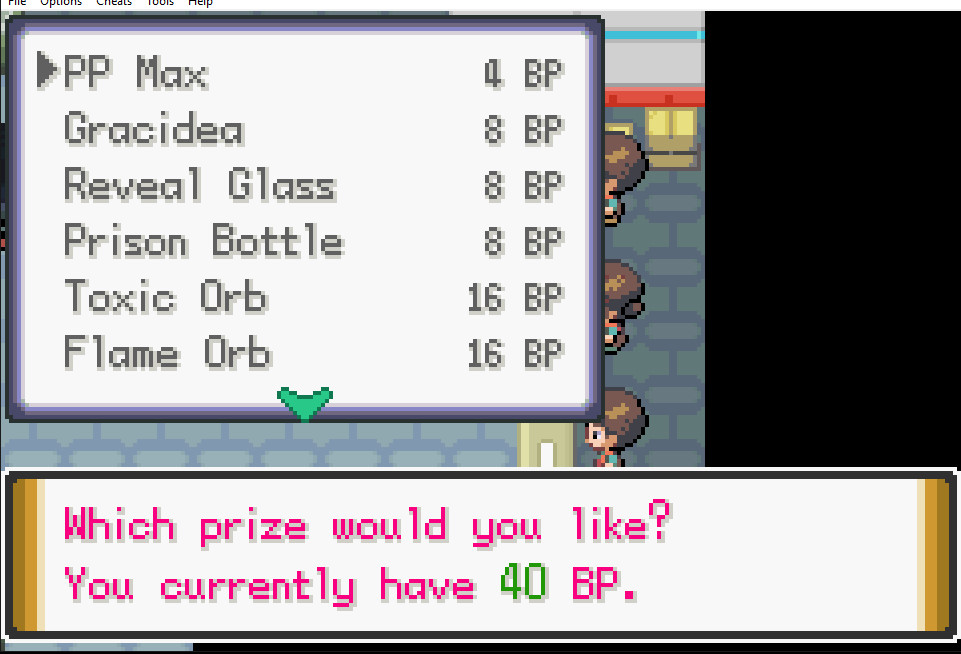 File Options Cheats Tools Help
PP Max 4 BP
Gracidea 8 BP
Reveal Glass 8 BP
Prison Bottle 8 BP
Toxic Orb 16 BP
Flame Orb 16 BP
Which prize would you like?
You currently have 40 BP.